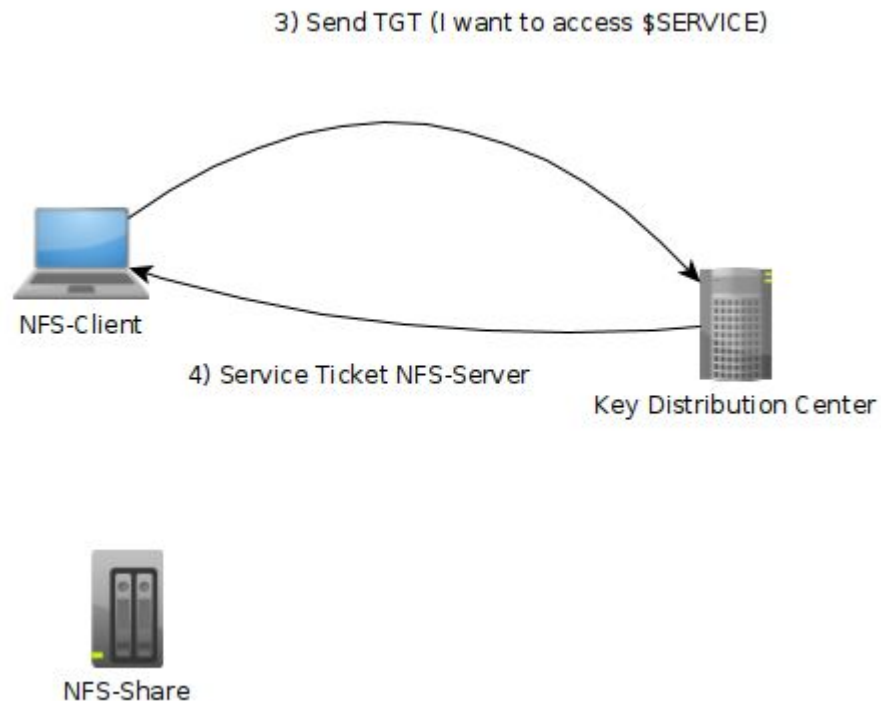 3) Send TGT (I want to access $SERVICE)
NFS-Client
4) Service Ticket NFS-Server
Key Distribution Center
NFS-Share